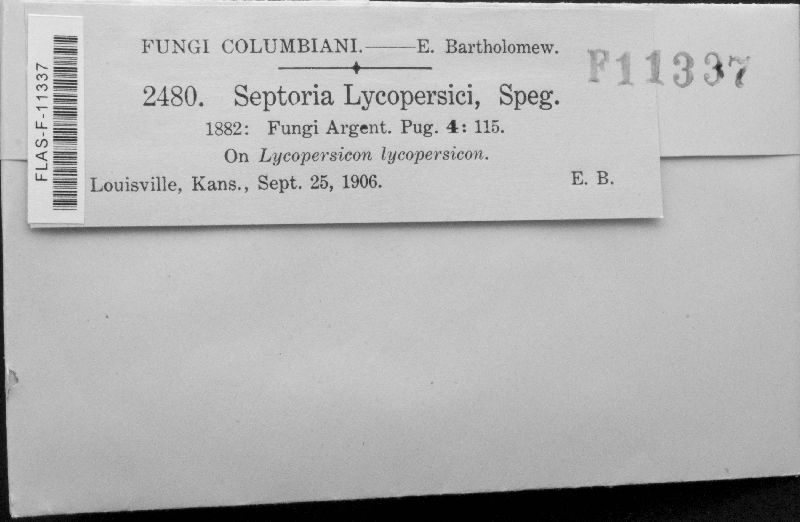 FUNGI COLUMBIANI.——E. Bartholomew.
F11337
2480. Septoria Lycopersici, Speg.
1882: Fungi Argent. Pug. 4: 115.
On Lycopersicon lycopersicon.
Louisville, Kans., Sept. 25, 1906. E. B.
FLAS-F-11337